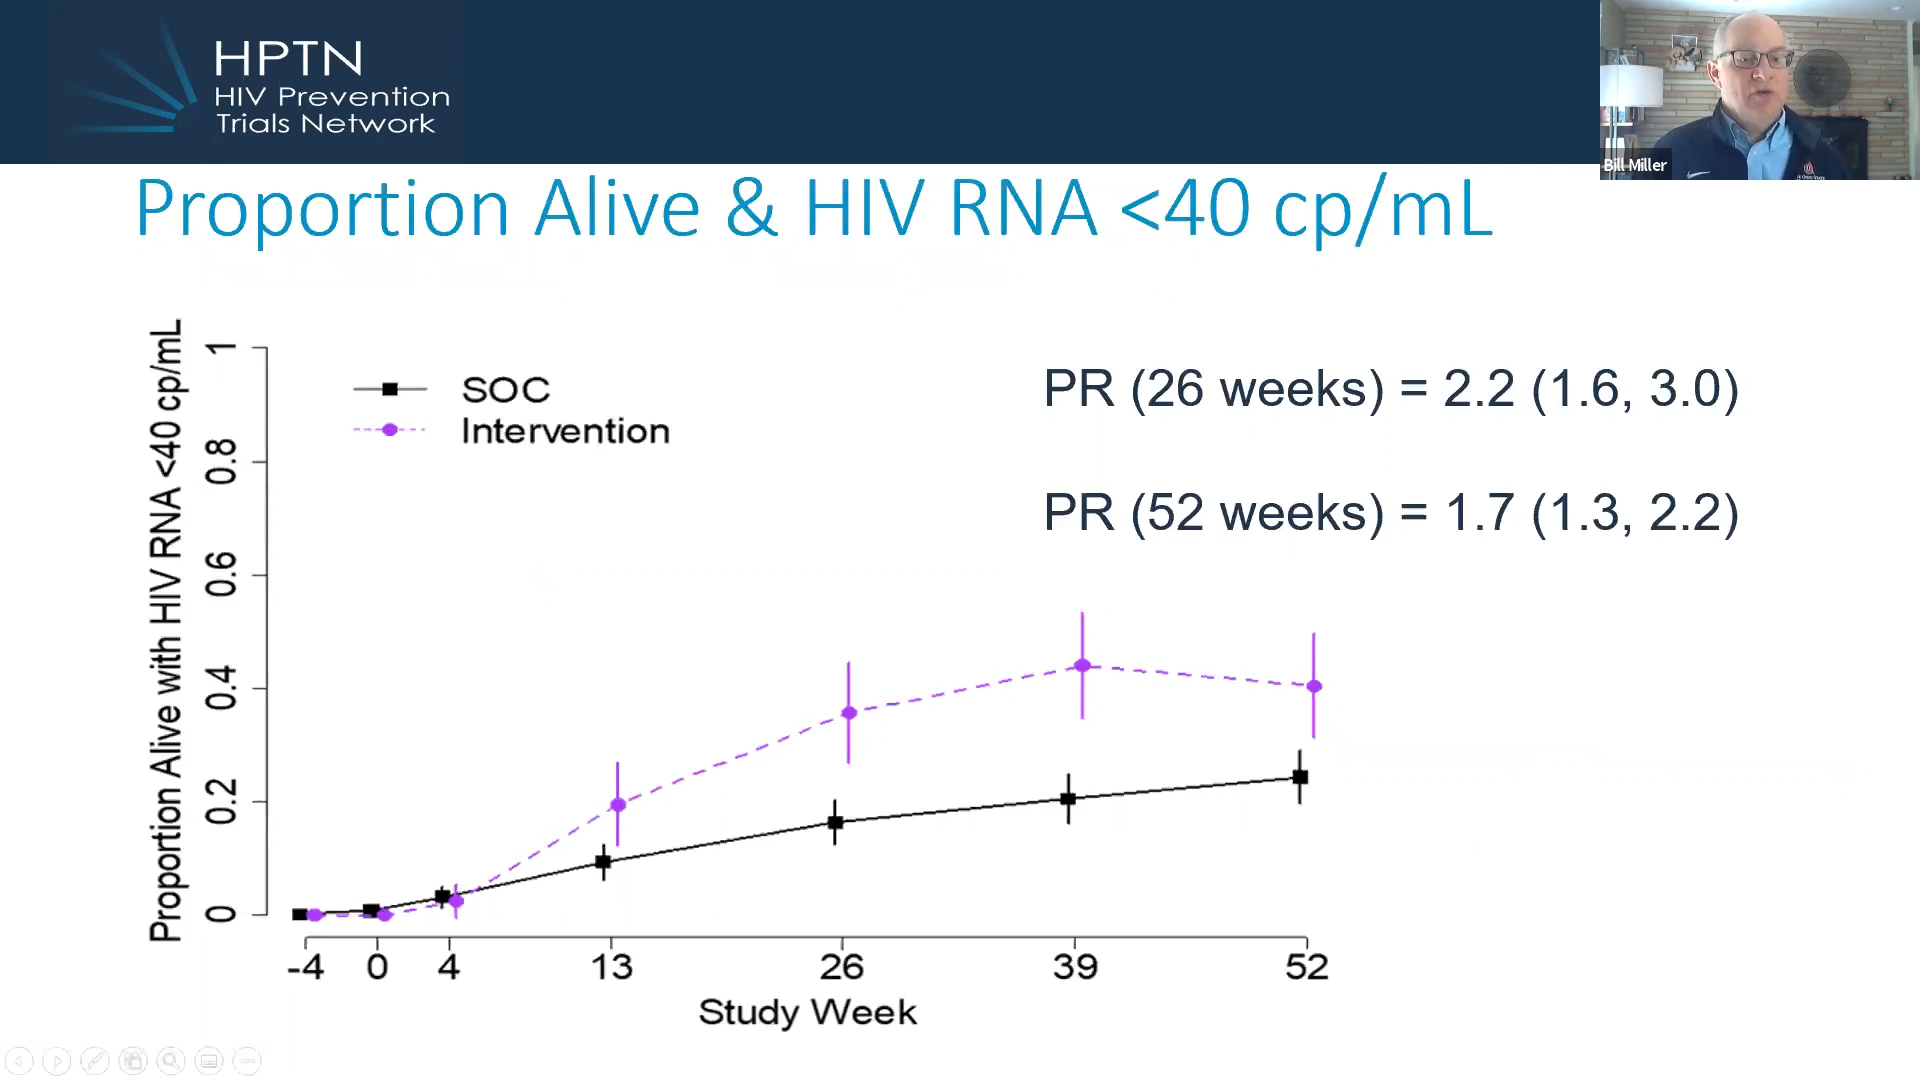 HPTN
HIV Prevention
Trials Network
Bill Miller
Proportion Alive & HIV RNA <40 cp/mL
Proportion Alive with HIV RNA <40 cp/mL
1
0.8
0.6
0.4
0.2
0
SOC
Intervention
PR (26 weeks) = 2.2 (1.6, 3.0)
PR (52 weeks) = 1.7 (1.3, 2.2)
-4 0 4 13 26 39 52
Study Week